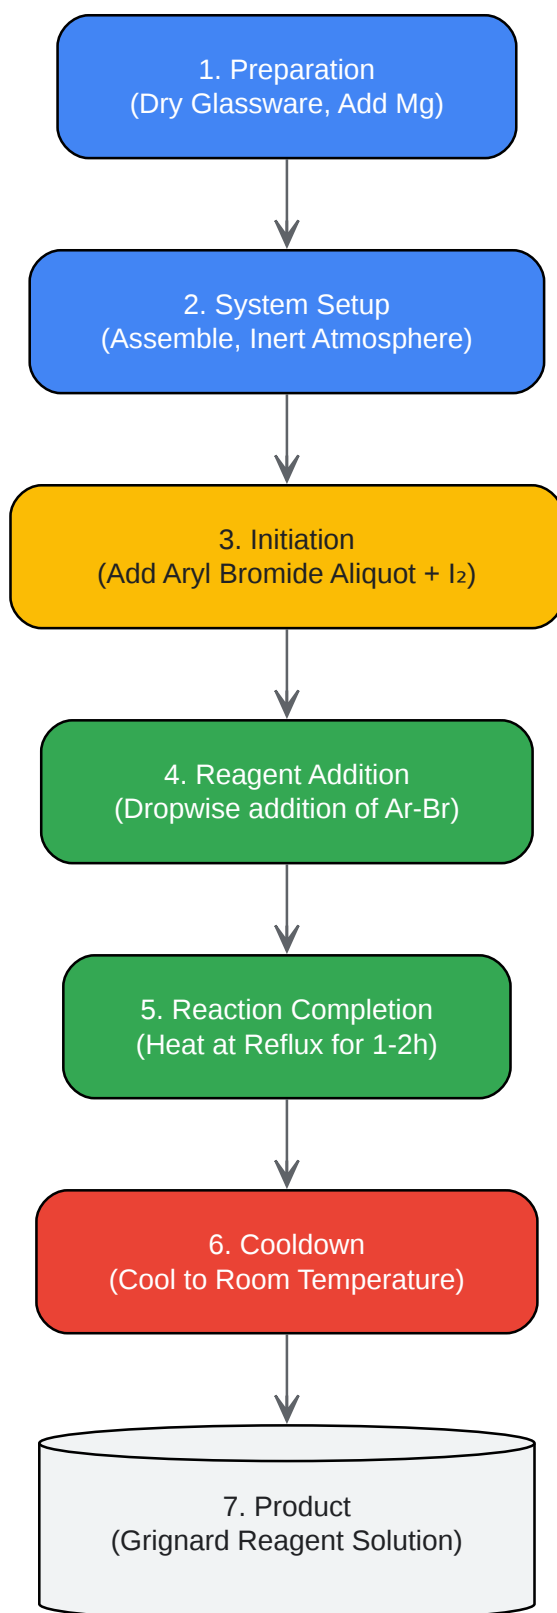 1. Preparation
(Dry Glassware, Add Mg)
2. System Setup
(Assemble, Inert Atmosphere)
3. Initiation
(Add Aryl Bromide Aliquot + I₂)
4. Reagent Addition
(Dropwise addition of Ar-Br)
5. Reaction Completion
(Heat at Reflux for 1-2h)
6. Cooldown
(Cool to Room Temperature)
7. Product
(Grignard Reagent Solution)